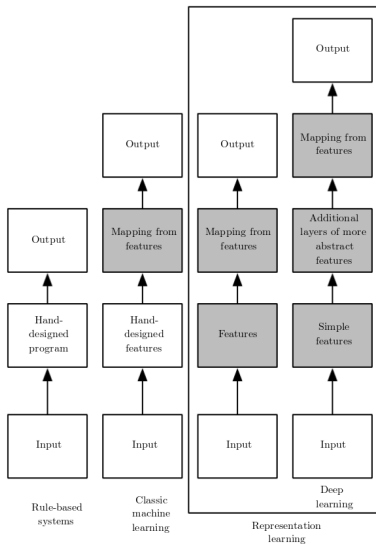 Output
Output
Output
Mapping from
features
Output
Mapping from
features
Mapping from
features
Additional
layers of more
abstract
features
Hand-
designed
program
Hand-
designed
features
Features
Simple
features
Input
Input
Input
Input
Rule-based
systems
Classic
machine
learning
Deep
learning
Representation
learning